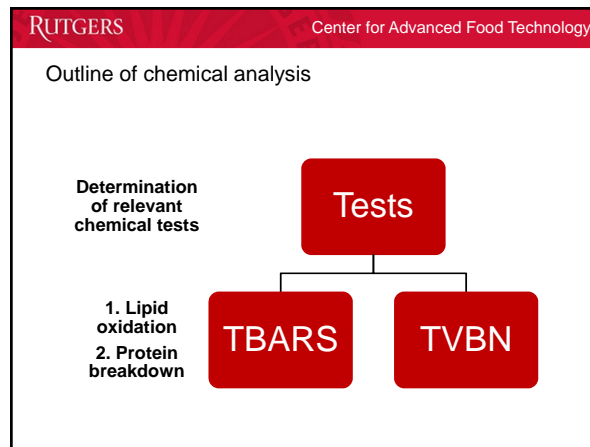 RUTGERS
Center for Advanced Food Technology
Outline of chemical analysis
Determination
of relevant
chemical tests
Tests
1. Lipid
oxidation
2. Protein
breakdown
TBARS
TVBN